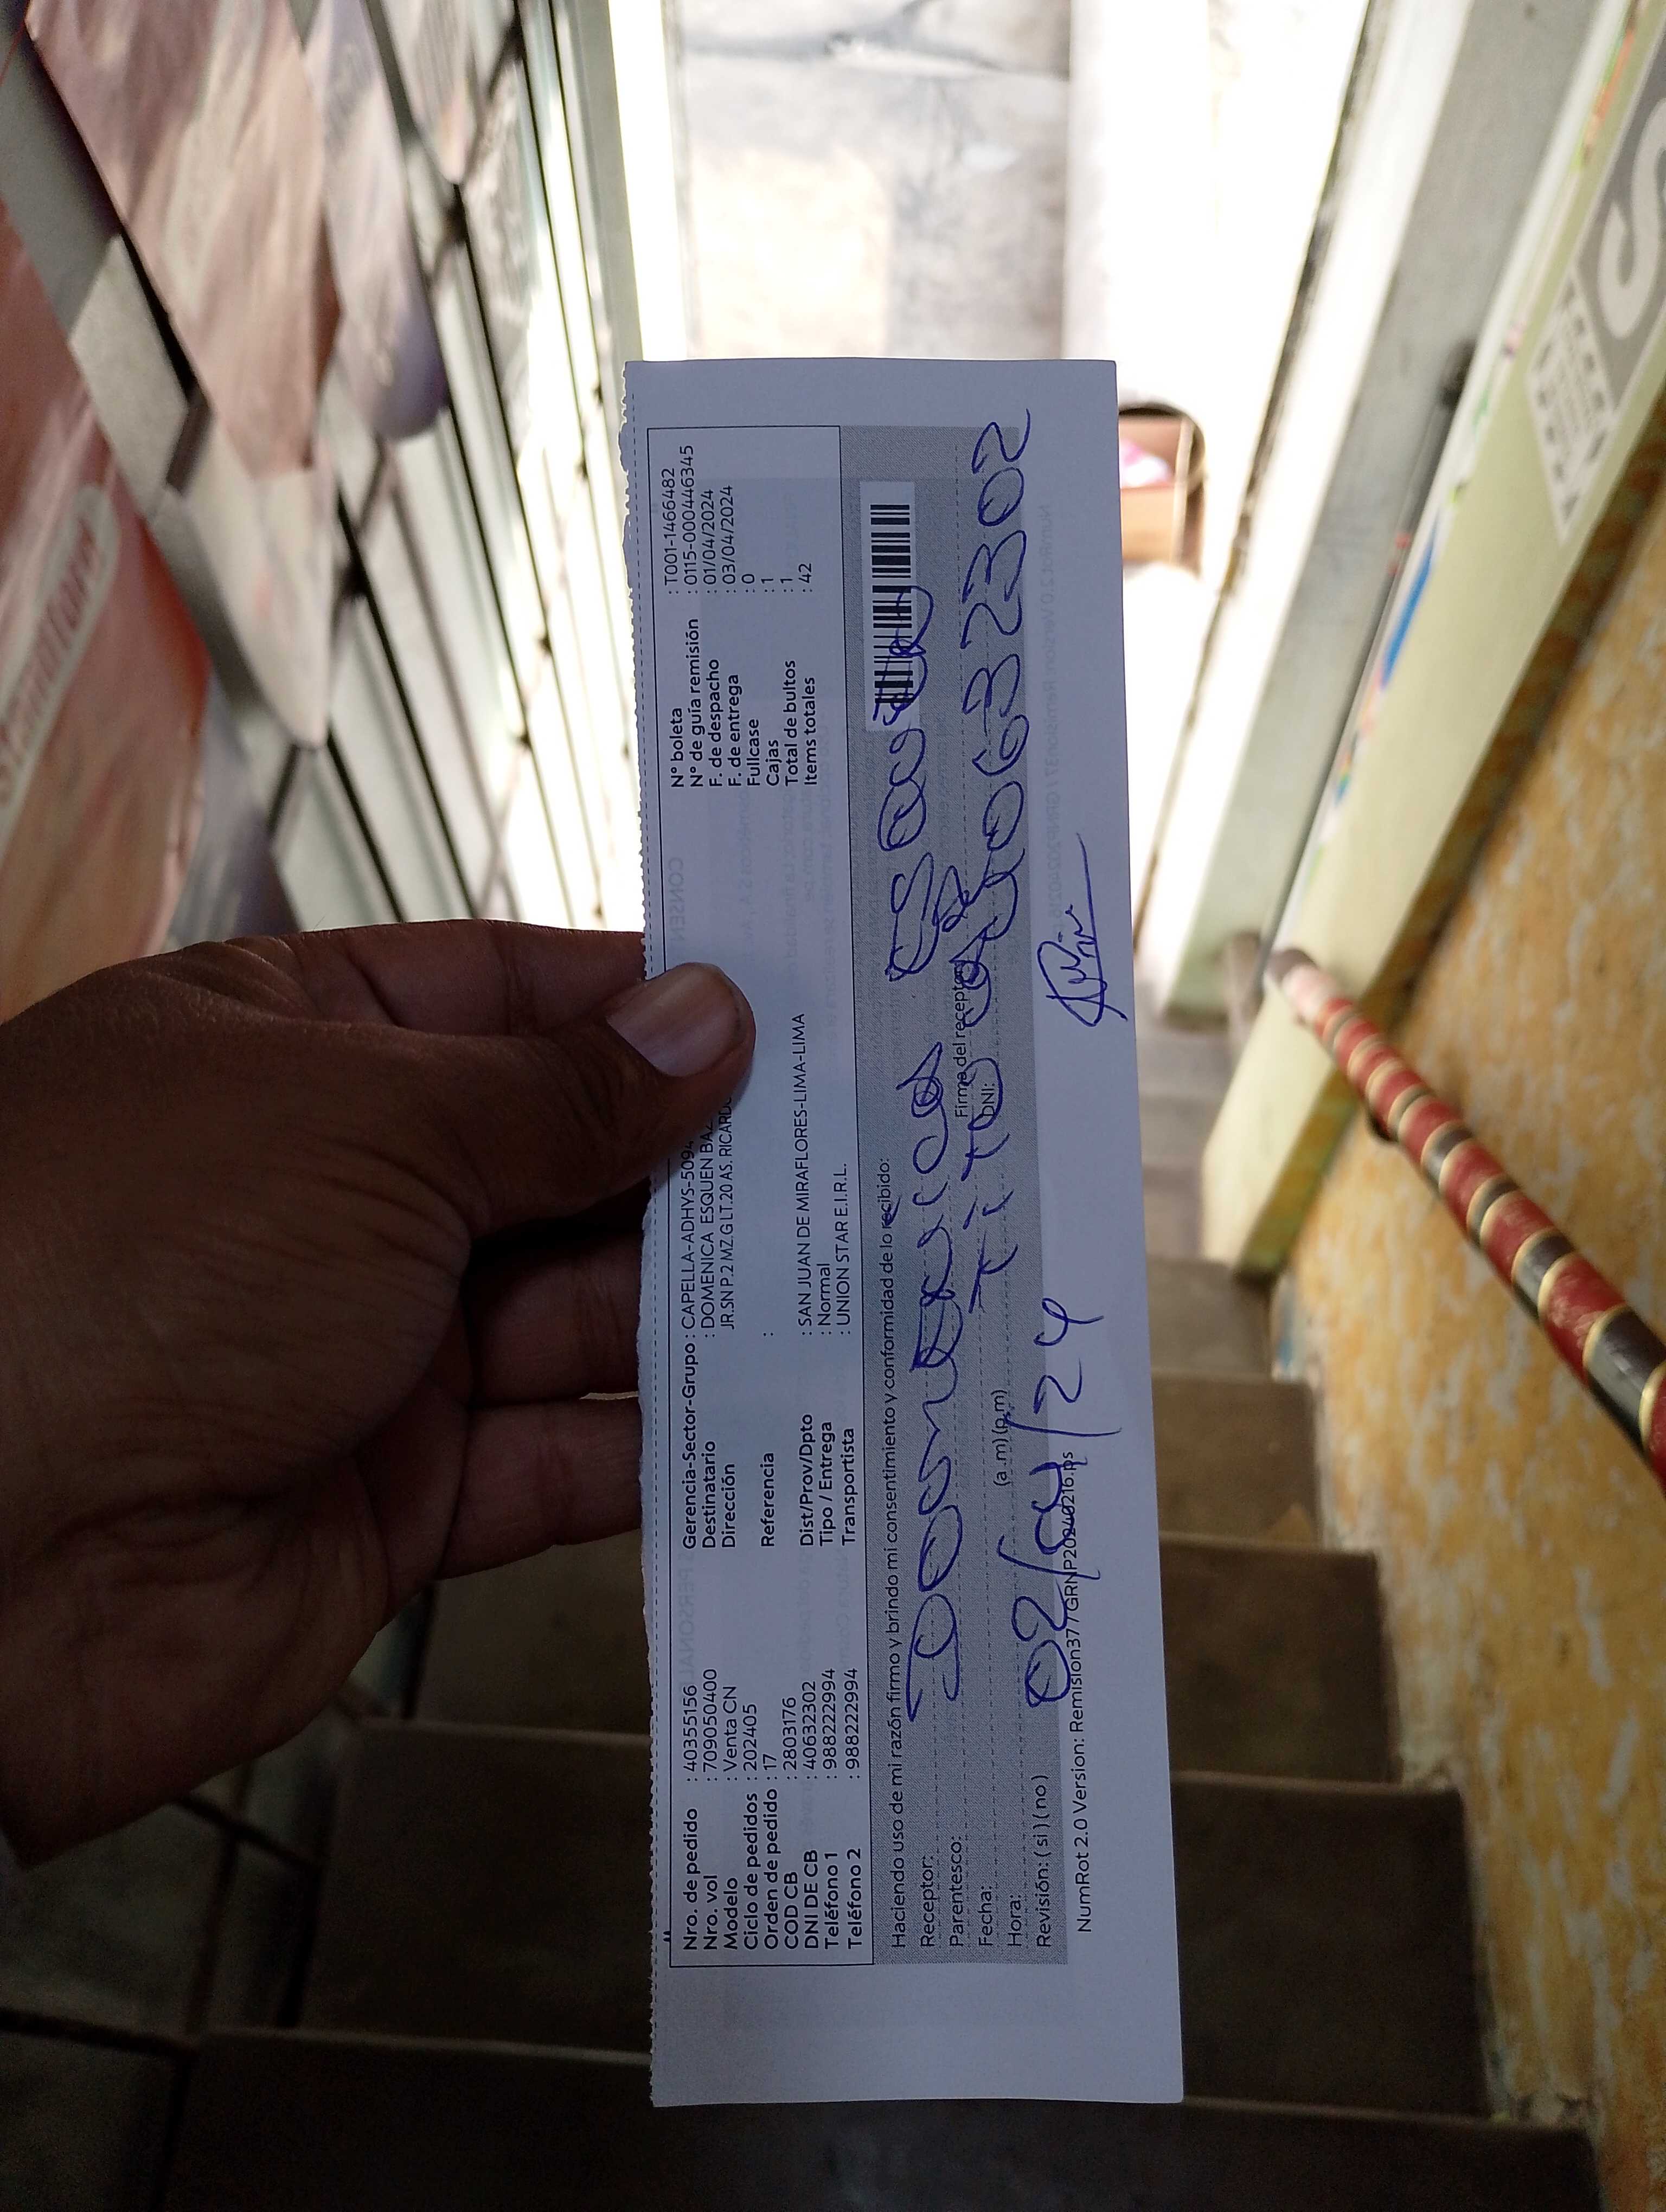 Nro. de pedido : 40355156 Gerencia-Sector-Grupo : CAPELLA-ADHYS-5094 N° boleta : T001-1466482
Nro. vol : 709050400 Destinatario : DOMENICA ESQUEN N° de guía remisión : 0115-000446345
Modelo : Venta CN Dirección JR.SN P.2 MZ.G LT.20 AS. F. de despacho : 01/04/2024
Ciclo de pedidos : 202405 F. de entrega : 03/04/2024
Orden de pedido : 17 Referencia : Fullcase : 0
COD CB : 2803176 Cajas : 1
DNI DE CB : 40632302 Dist/Prov/Dpto : SAN JUAN DE MIRAFLORES-LIMA-LIMA Total de bultos : 1
Teléfono 1 : 988222994 Tipo / Entrega : Normal Items totales : 42
Teléfono 2 : 988222994 Transportista : UNION STAR E.I.R.L.
Haciendo uso de mi razón firmo y brindo mi consentimiento y conformidad de lo recibido:
Receptor: Domenica
Parentesco: Firma del receptor
Fecha: TiTo DNI: 40632302
Hora: (a .m) (p.m)
02/04/24
Revisión: ( si ) ( no )
NumRot 2.0 Version: Remision377GRNP20240216.ps